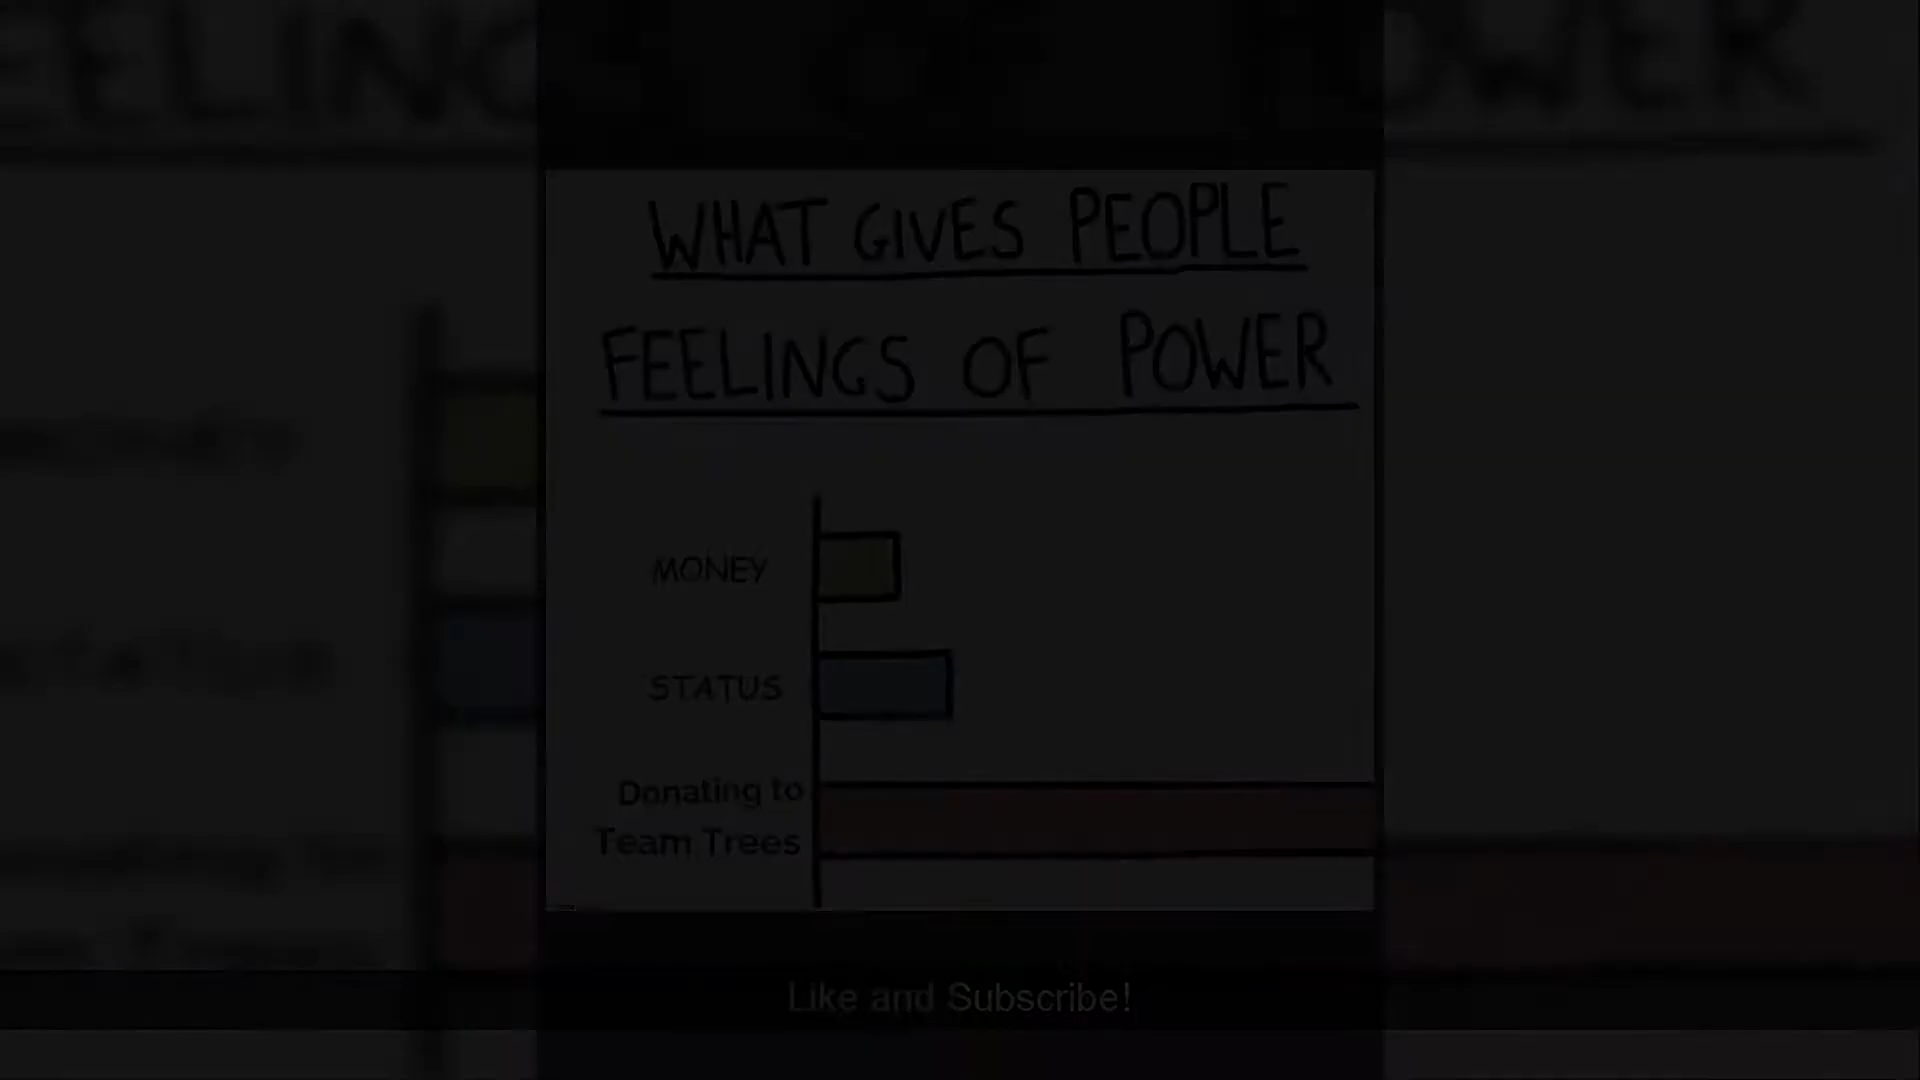 WHAT GIVES PEOPLE
FEELINGS OF POWER
MONEY
STATUS
Donating to
Team Trees
Like and Subscribe!